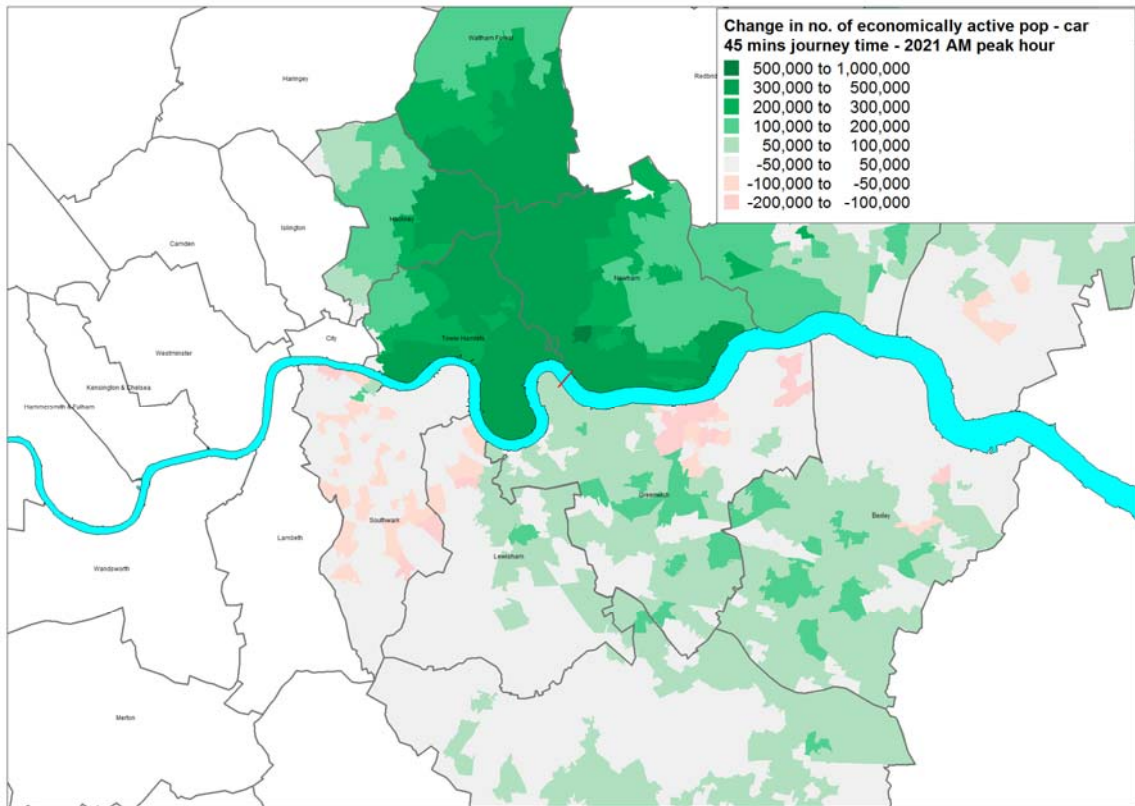 Change in no. of economically active pop - car
45 mins journey time - 2021 AM peak hour
500,000 to 1,000,000
300,000 to 500,000
200,000 to 300,000
100,000 to 200,000
50,000 to 100,000
-50,000 to 50,000
-100,000 to -50,000
-200,000 to -100,000
Waltham Forest
Haringey
Hackney
Islington
Camden
Newham
City
Tower Hamlets
Westminster
Kensington & Chelsea
Hammersmith & Fulham
Greenwich
Bexley
Southwark
Lambeth
Lewisham
Wandsworth
Merton